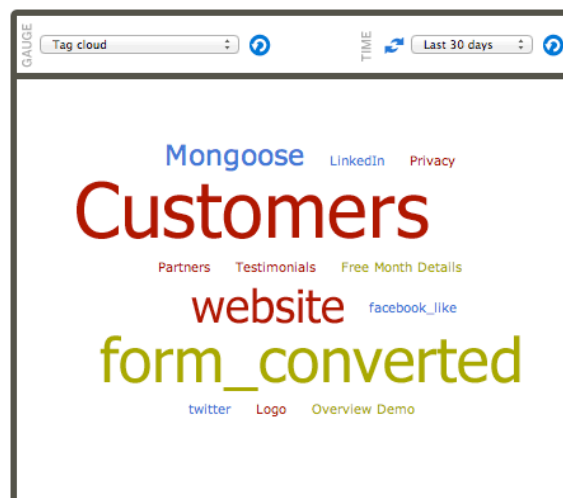 GAUGE
Tag cloud
TIME
Last 30 days
Mongoose LinkedIn Privacy
Customers
Partners Testimonials Free Month Details
website facebook_like
form_converted
twitter Logo Overview Demo